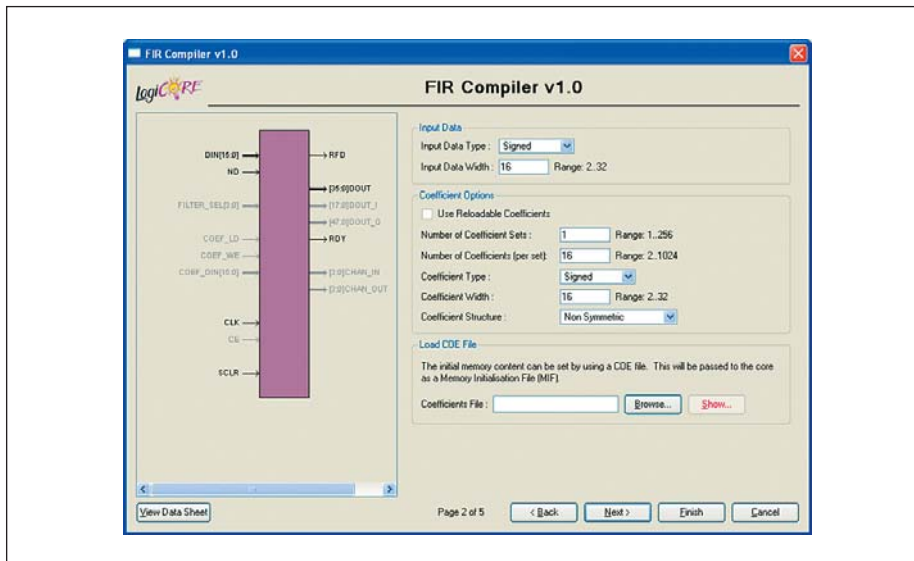 FIR Compiler v1.0
LogiCORE
FIR Compiler v1.0
DIN[15:0]
ND
FILTER_SEL[3:0]
COEF_LD
COEF_WE
COEF_DIN[15:0]
CLK
CE
SCLR
RFD
[35:0]DOUT
[17:0]DOUT_I
[47:0]DOUT_Q
RDY
[3:0]CHAN_IN
[3:0]CHAN_OUT
Input Data
Input Data Type : Signed
Input Data Width : 16 Range: 2..32
Coefficient Options
Use Reloadable Coefficients
Number of Coefficient Sets : 1 Range: 1..256
Number of Coefficients (per set): 16 Range: 2..1024
Coefficient Type : Signed
Coefficient Width : 16 Range: 2..32
Coefficient Structure : Non Symmetric
Load COE File
The initial memory content can be set by using a COE file. This will be passed to the core
as a Memory Initialisation File (MIF).
Coefficients File : Browse... Show...
View Data Sheet Page 2 of 5 < Back Next > Finish Cancel